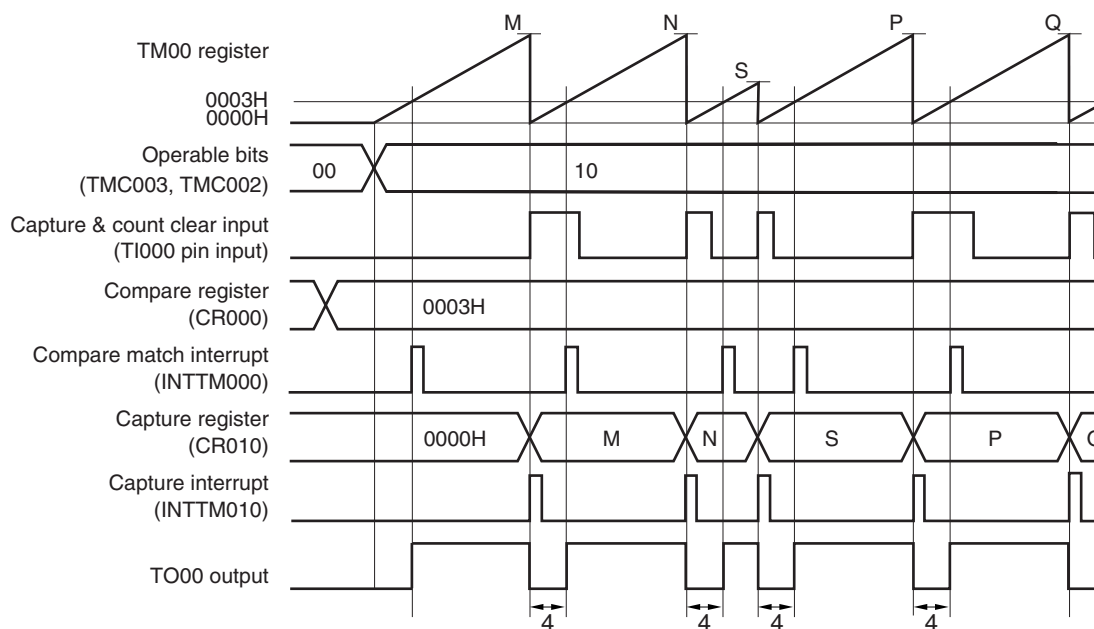 M N S P Q
TM00 register
0003H
0000H
Operable bits
(TMC003, TMC002)
00 10
Capture & count clear input
(TI000 pin input)
Compare register
(CR000)
0003H
Compare match interrupt
(INTTM000)
Capture register
(CR010)
0000H M N S P
Capture interrupt
(INTTM010)
TO00 output
4 4 4 4